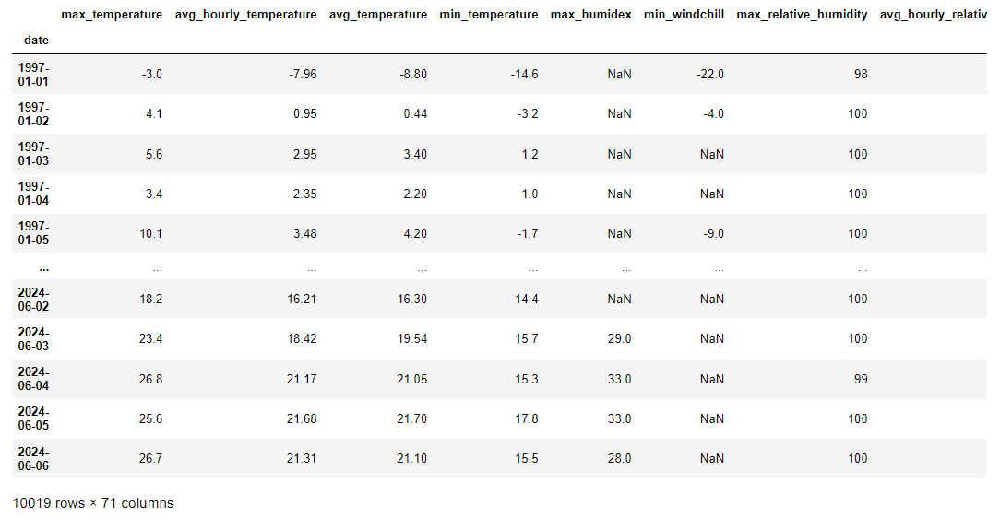 max_temperature avg_hourly_temperature avg_temperature min_temperature max_humidex min_windchill max_relative_humidity avg_hourly_relativ
date
1997-01-01 -3.0 -7.96 -8.80 -14.6 NaN -22.0 98
1997-01-02 4.1 0.95 0.44 -3.2 NaN -4.0 100
1997-01-03 5.6 2.95 3.40 1.2 NaN NaN 100
1997-01-04 3.4 2.35 2.20 1.0 NaN NaN 100
1997-01-05 10.1 3.48 4.20 -1.7 NaN -9.0 100
... ... ... ... ... ... ... ...
2024-06-02 18.2 16.21 16.30 14.4 NaN NaN 100
2024-06-03 23.4 18.42 19.54 15.7 29.0 NaN 100
2024-06-04 26.8 21.17 21.05 15.3 33.0 NaN 99
2024-06-05 25.6 21.68 21.70 17.8 33.0 NaN 100
2024-06-06 26.7 21.31 21.10 15.5 28.0 NaN 100
10019 rows × 71 columns